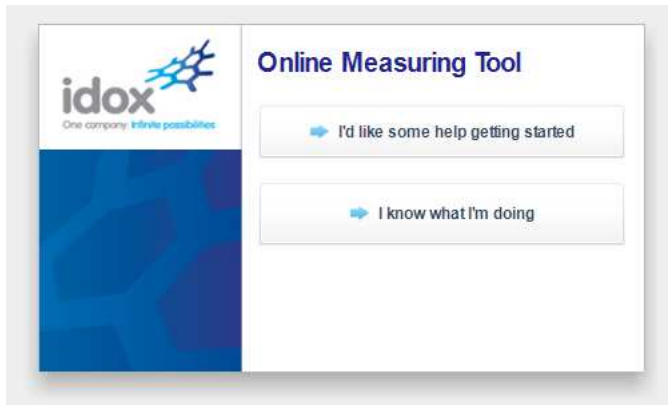 idox
One company Infinite possibilities
Online Measuring Tool
I'd like some help getting started
I know what I'm doing